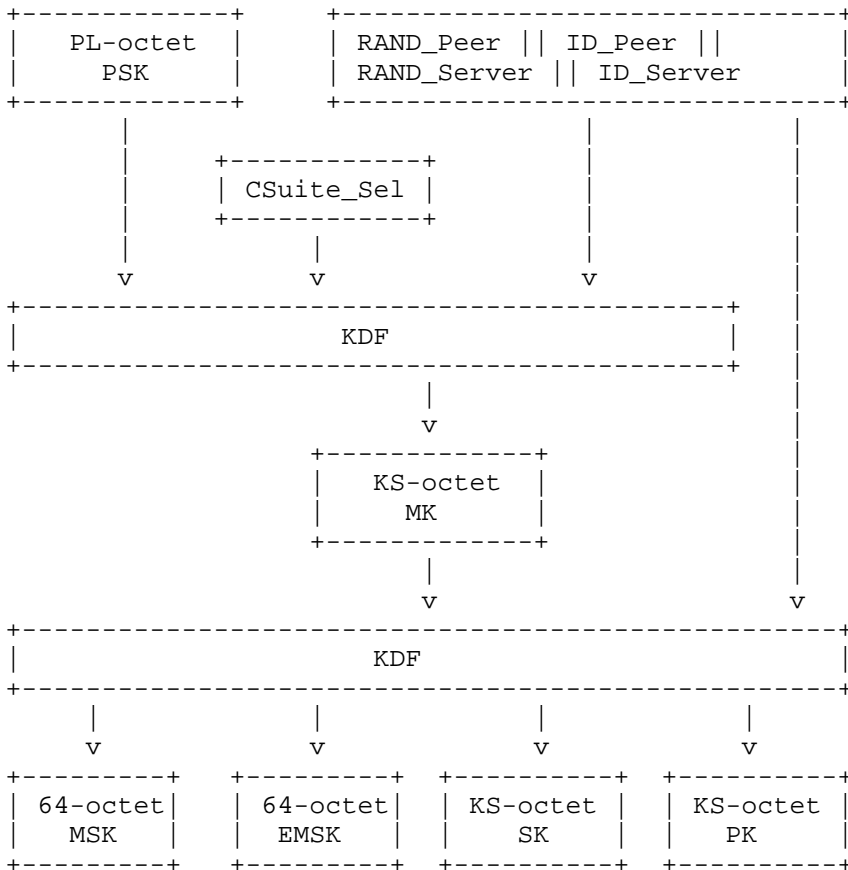 PL-octet
PSK
RAND_Peer || ID_Peer ||
RAND_Server || ID_Server
CSuite_Sel
KDF
KS-octet
MK
KDF
64-octet
MSK
64-octet
EMSK
KS-octet
SK
KS-octet
PK